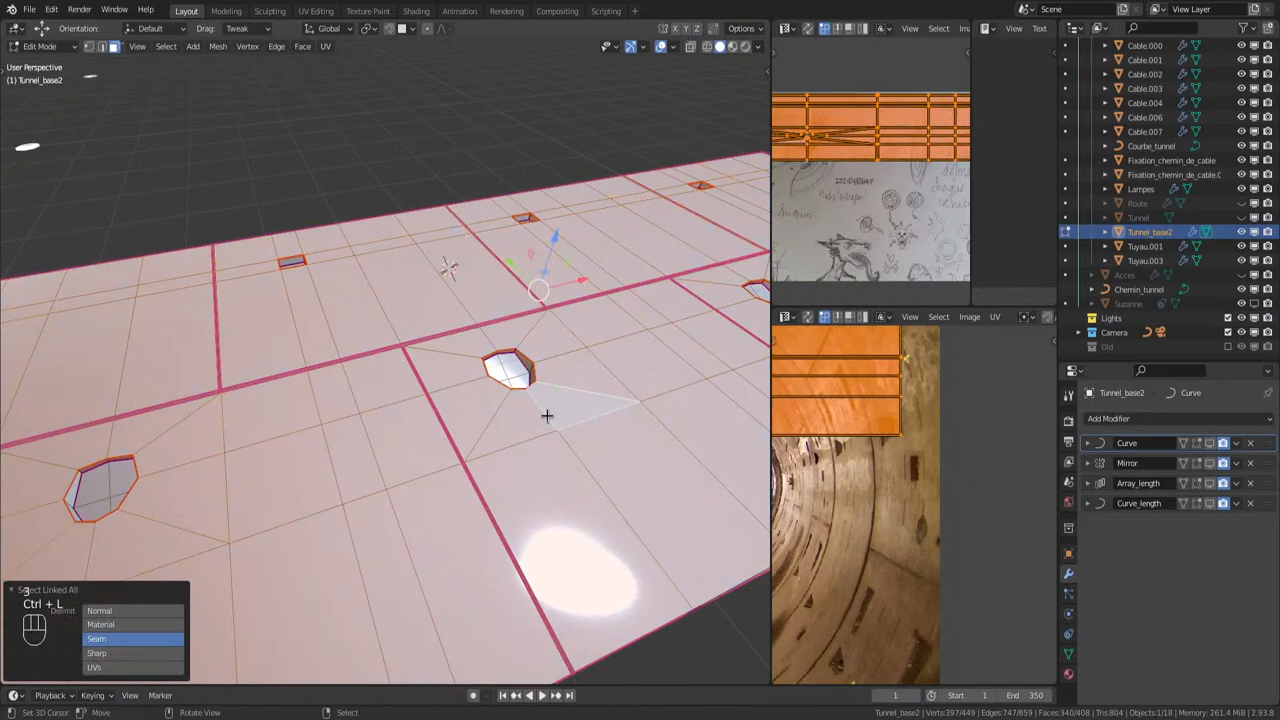 File Edit Render Window Help Layout Modeling Sculpting UV Editing Texture Paint Shading Animation Rendering Compositing Scripting + Scene View Layer
Orientation: Default Drag: Tweak Global Options View Select View Select Text
Edit Mode View Select Add Mesh Vertex Edge Face UV
User Perspective
(1) Tunnel_base2
Cable.000
Cable.001
Cable.002
Cable.003
Cable.004
Cable.006
Cable.007
Courbe_tunnel
Fixation_chemin_de_cable
Fixation_chemin_de_cable.0
Lampes
Route
Tunnel
Tunnel_base2
Tuyau.001
Tuyau.003
Acces
Chemin_tunnel
Suzanne
Lights
Camera
Old
View Select Image UV
Tunnel_base2 Curve
Add Modifier
Curve
Mirror
Array_length
Curve_length
Select Linked All
Ctrl + L
Normal
Material
Seam
Sharp
UVs
Playback Keying View Marker 1 Start 1 End 350
Set 3D Cursor Move Rotate View Select Tunnel_base2 | Verts:397/449 | Edges:747/859 | Faces:340/408 | Tris:804 | Objects:1/18 | Memory: 261.4 MiB | 2.93.8